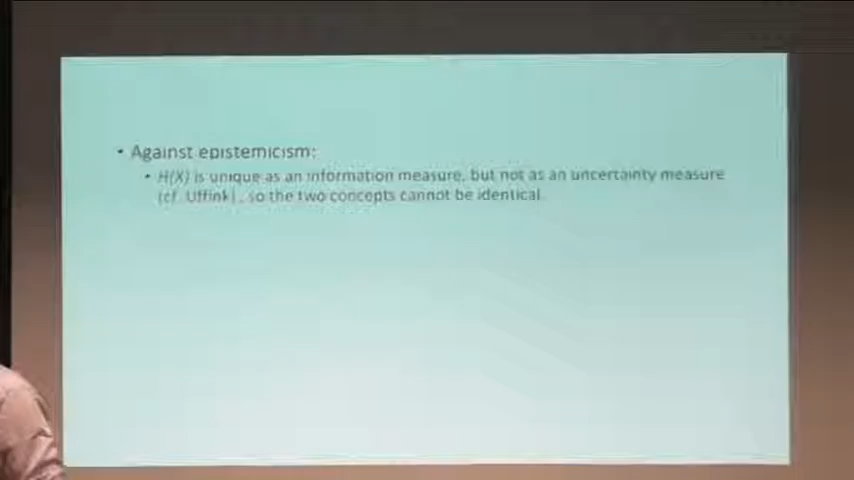 • Against epistemicism:
• H(X) is unique as an information measure, but not as an uncertainty measure
(cf. Uffink), so the two concepts cannot be identical.